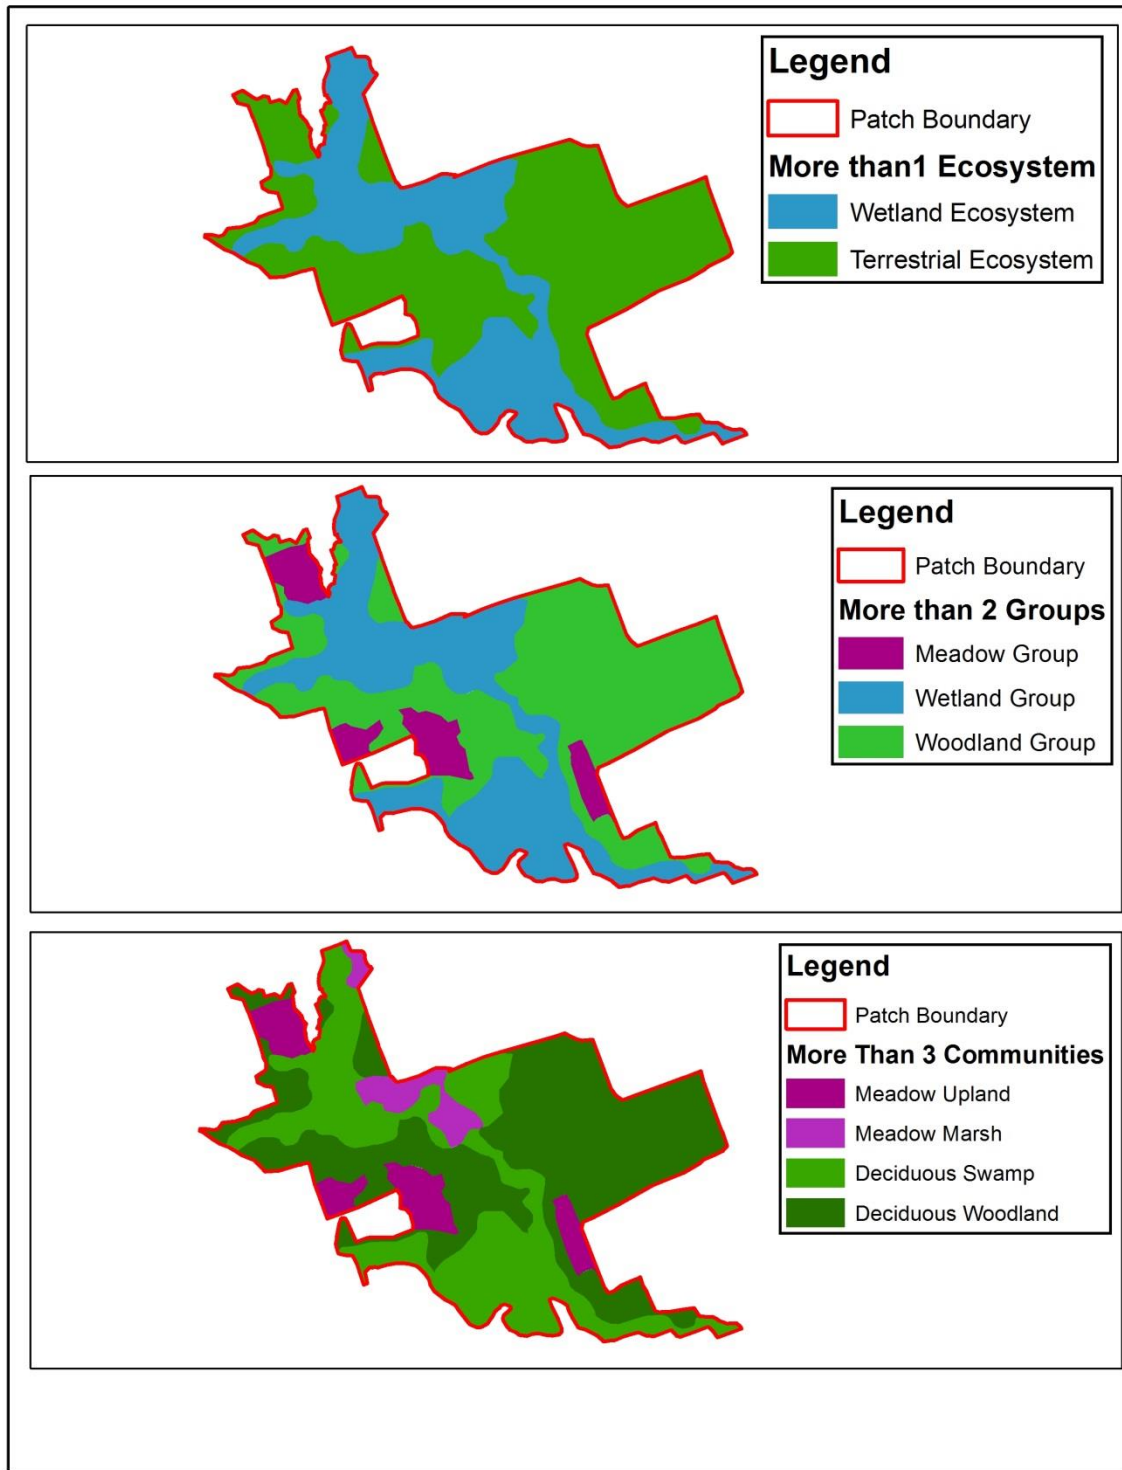 Legend
Patch Boundary
More than1 Ecosystem
Wetland Ecosystem
Terrestrial Ecosystem
Legend
Patch Boundary
More than 2 Groups
Meadow Group
Wetland Group
Woodland Group
Legend
Patch Boundary
More Than 3 Communities
Meadow Upland
Meadow Marsh
Deciduous Swamp
Deciduous Woodland